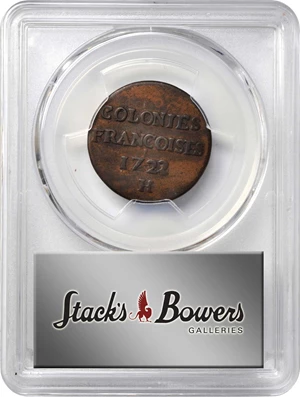 COLONIES
FRANCOISES
1722
H
Stack's Bowers
GALLERIES